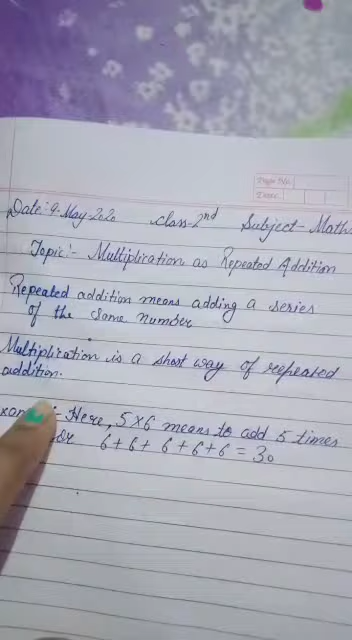 Page No.
Date
Date:-9-May-2020 class-2nd Subject-Maths
Topic:- Multiplication as Repeated Addition
Repeated addition means adding a series
of the same number
Multiplication is a short way of repeated
addition.
Here, 5×6 means to add 5 times
6+6+6+6+6=30